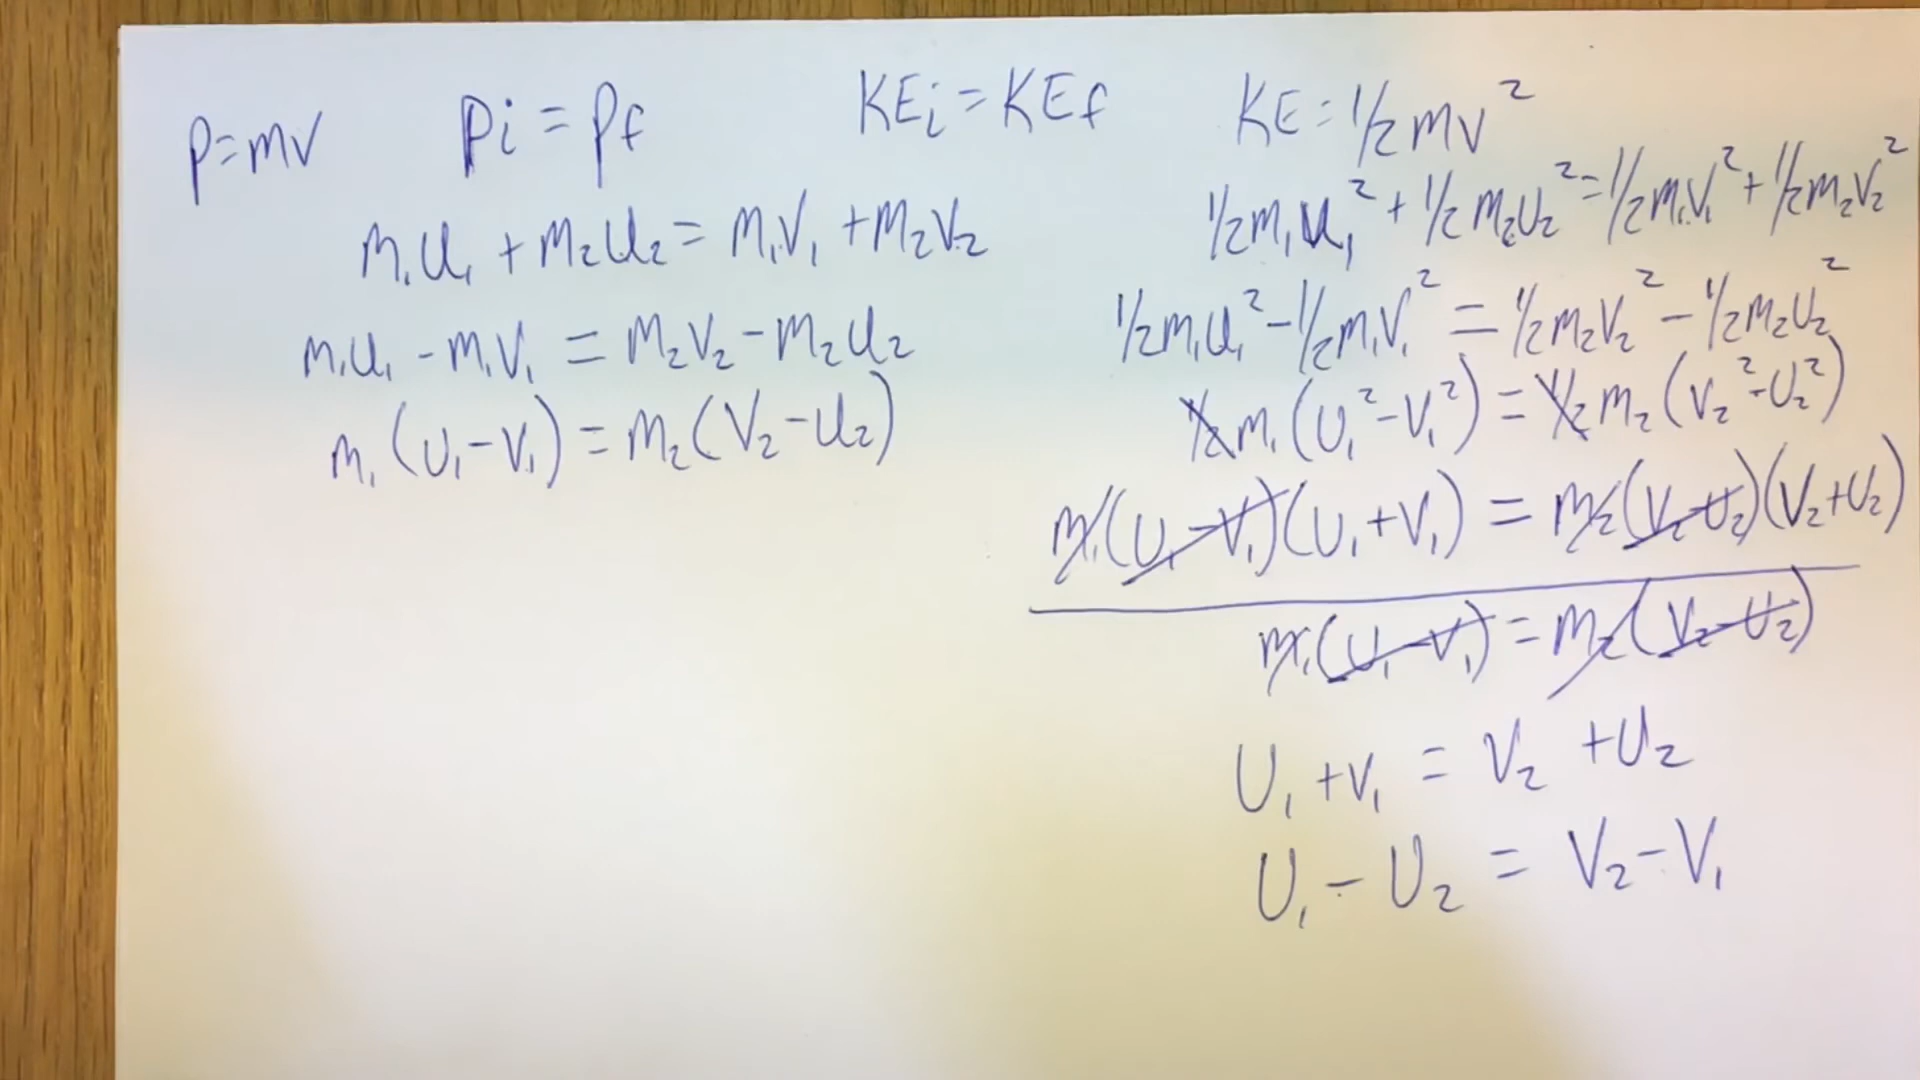 p=mv pi = pf KEi = KEf KE = 1/2 mv²
m₁u₁ + m₂u₂ = m₁v₁ + m₂v₂
m₁u₁ - m₁v₁ = m₂v₂ - m₂u₂
m₁(u₁-v₁) = m₂(v₂-u₂)
1/2m₁u₁² + 1/2m₂u₂² = 1/2m₁v₁² + 1/2m₂v₂²
1/2m₁u₁² - 1/2m₁v₁² = 1/2m₂v₂² - 1/2m₂u₂²
1/2m₁(u₁²-v₁²) = 1/2m₂(v₂²-u₂²)
m₁(u₁-v₁)(u₁+v₁) = m₂(v₂-u₂)(v₂+u₂)
m₁(u₁-v₁) = m₂(v₂-u₂)
u₁ + v₁ = v₂ + u₂
u₁ - u₂ = v₂ - v₁